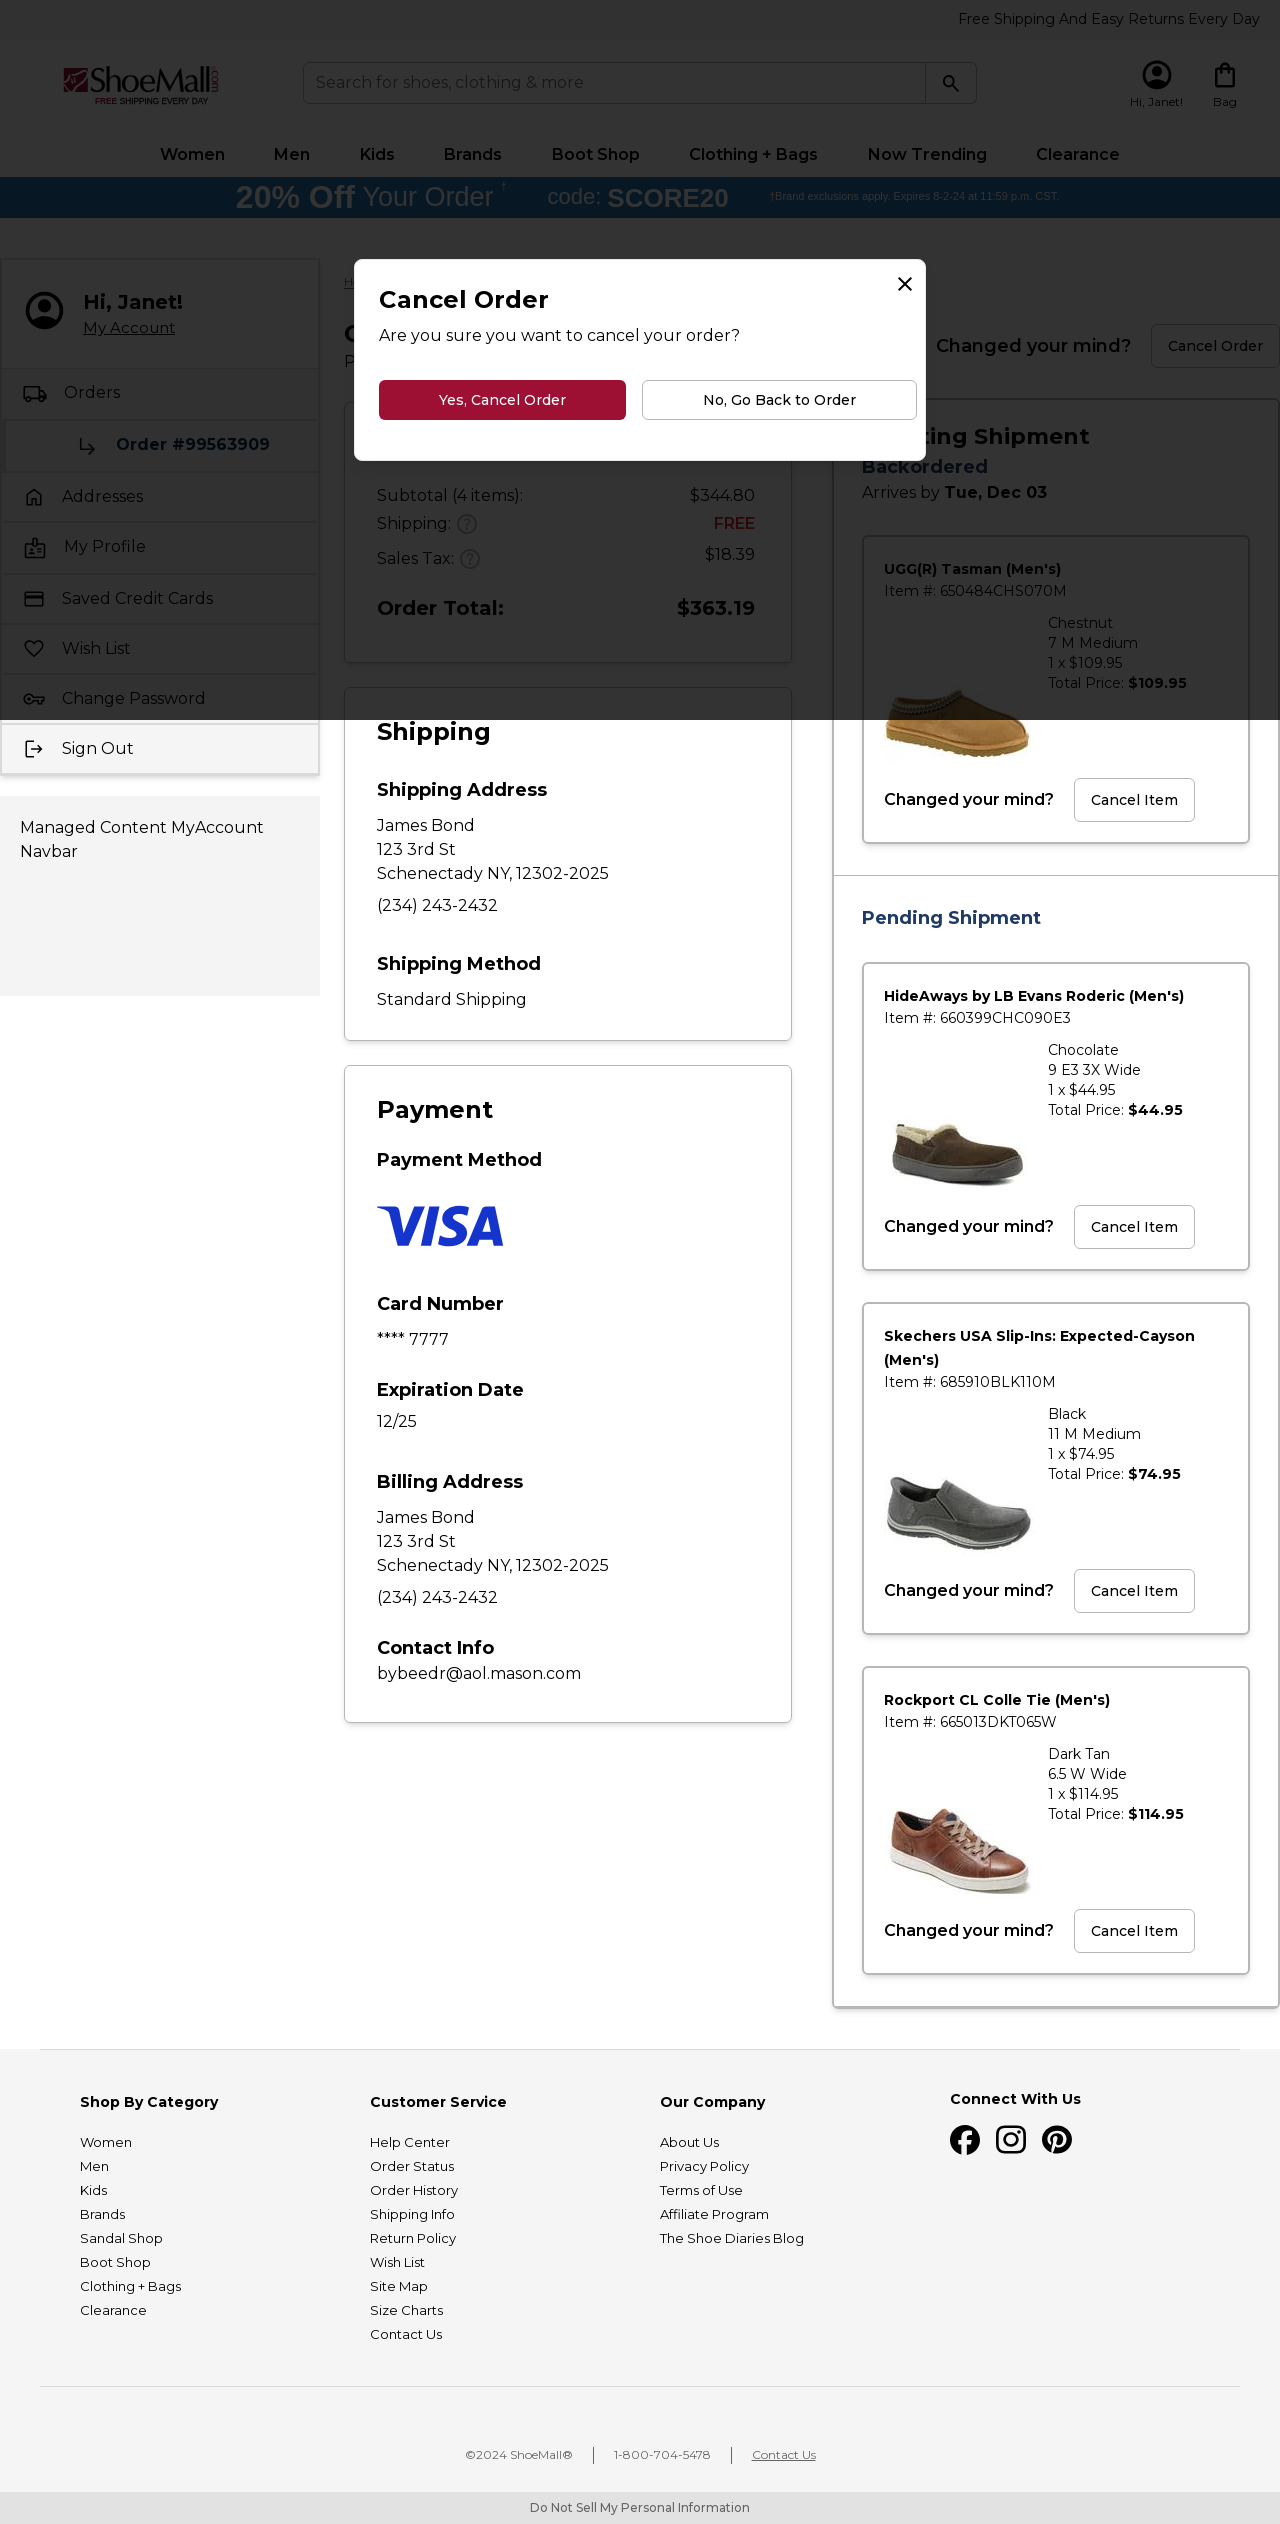 Free Shipping And Easy Returns Every Day
ShoeMall.com
FREE SHIPPING EVERY DAY
Search for shoes, clothing & more
Hi, Janet!
Bag
Women Men Kids Brands Boot Shop Clothing + Bags Now Trending Clearance
20% Off Your Order † code: SCORE20 †Brand exclusions apply. Expires 8-2-24 at 11:59 p.m. CST.
Hi, Janet!
My Account
Orders
Order #99563909
Addresses
My Profile
Saved Credit Cards
Wish List
Change Password
Sign Out
Managed Content MyAccount
Navbar
Cancel Order
Are you sure you want to cancel your order?
Yes, Cancel Order
No, Go Back to Order
Changed your mind?
Cancel Order
Subtotal (4 items): $344.80
Shipping: ? FREE
Sales Tax: ? $18.39
Order Total: $363.19
Shipping
Shipping Address
James Bond
123 3rd St
Schenectady NY, 12302-2025
(234) 243-2432
Shipping Method
Standard Shipping
Payment
Payment Method
VISA
Card Number
**** 7777
Expiration Date
12/25
Billing Address
James Bond
123 3rd St
Schenectady NY, 12302-2025
(234) 243-2432
Contact Info
bybeedr@aol.mason.com
Shipment
Backordered
Arrives by Tue, Dec 03
UGG(R) Tasman (Men's)
Item #: 650484CHS070M
Chestnut
7 M Medium
1 x $109.95
Total Price: $109.95
Changed your mind?
Cancel Item
Pending Shipment
HideAways by LB Evans Roderic (Men's)
Item #: 660399CHC090E3
Chocolate
9 E3 3X Wide
1 x $44.95
Total Price: $44.95
Changed your mind?
Cancel Item
Skechers USA Slip-Ins: Expected-Cayson
(Men's)
Item #: 685910BLK110M
Black
11 M Medium
1 x $74.95
Total Price: $74.95
Changed your mind?
Cancel Item
Rockport CL Colle Tie (Men's)
Item #: 665013DKT065W
Dark Tan
6.5 W Wide
1 x $114.95
Total Price: $114.95
Changed your mind?
Cancel Item
Shop By Category
Women
Men
Kids
Brands
Sandal Shop
Boot Shop
Clothing + Bags
Clearance
Customer Service
Help Center
Order Status
Order History
Shipping Info
Return Policy
Wish List
Site Map
Size Charts
Contact Us
Our Company
About Us
Privacy Policy
Terms of Use
Affiliate Program
The Shoe Diaries Blog
Connect With Us
©2024 ShoeMall®
1-800-704-5478
Contact Us
Do Not Sell My Personal Information